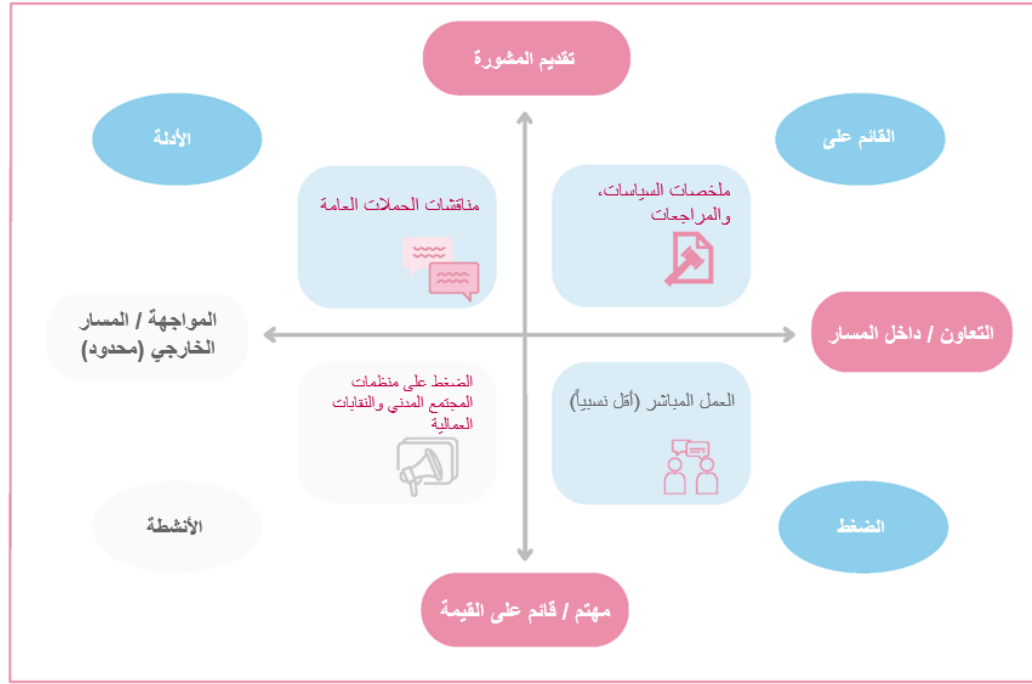 تقديم المشورة
القائم على
الأدلة
ملخصات السياسات،
والمراجعات
مناقشات الحملات العامة
التعاون / داخل المسار
المواجهة / المسار
الخارجي (محدود)
العمل المباشر (أقل نسبياً)
الضغط على منظمات
المجتمع المدني والنقابات
العمالية
الضغط
الأنشطة
مهتم / قائم على القيمة